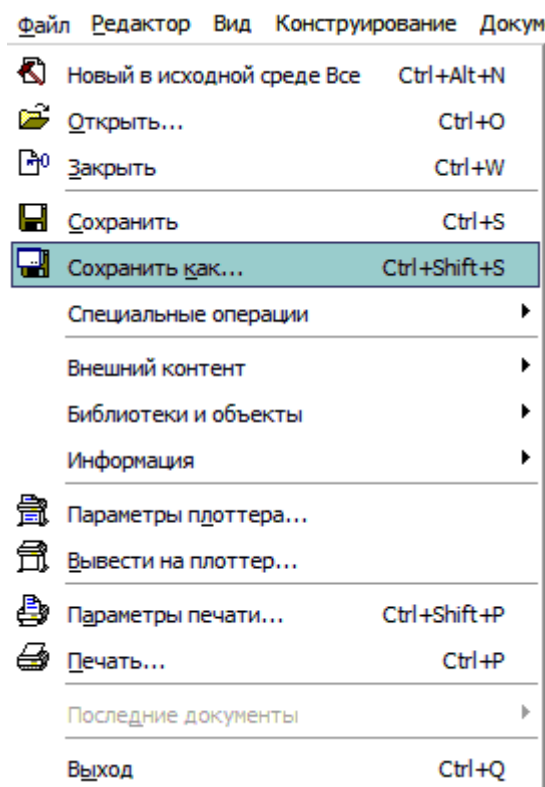 Файл Редактор Вид Конструирование Докум
Новый в исходной среде Все Ctrl+Alt+N
Открыть... Ctrl+O
Закрыть Ctrl+W
Сохранить Ctrl+S
Сохранить как... Ctrl+Shift+S
Специальные операции
Внешний контент
Библиотеки и объекты
Информация
Параметры плоттера...
Вывести на плоттер...
Параметры печати... Ctrl+Shift+P
Печать... Ctrl+P
Последние документы
Выход Ctrl+Q